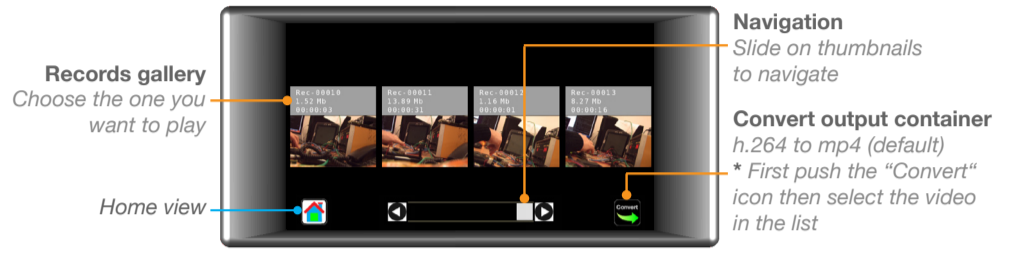 Records gallery
Choose the one you
want to play
Home view
Rec-00010
1.52 Mb
00:00:03
Rec-00011
13.89 Mb
00:00:31
Rec-00012
1.16 Mb
00:00:01
Rec-00013
8.27 Mb
00:00:16
Convert
Navigation
Slide on thumbnails
to navigate
Convert output container
h.264 to mp4 (default)
* First push the “Convert“
icon then select the video
in the list